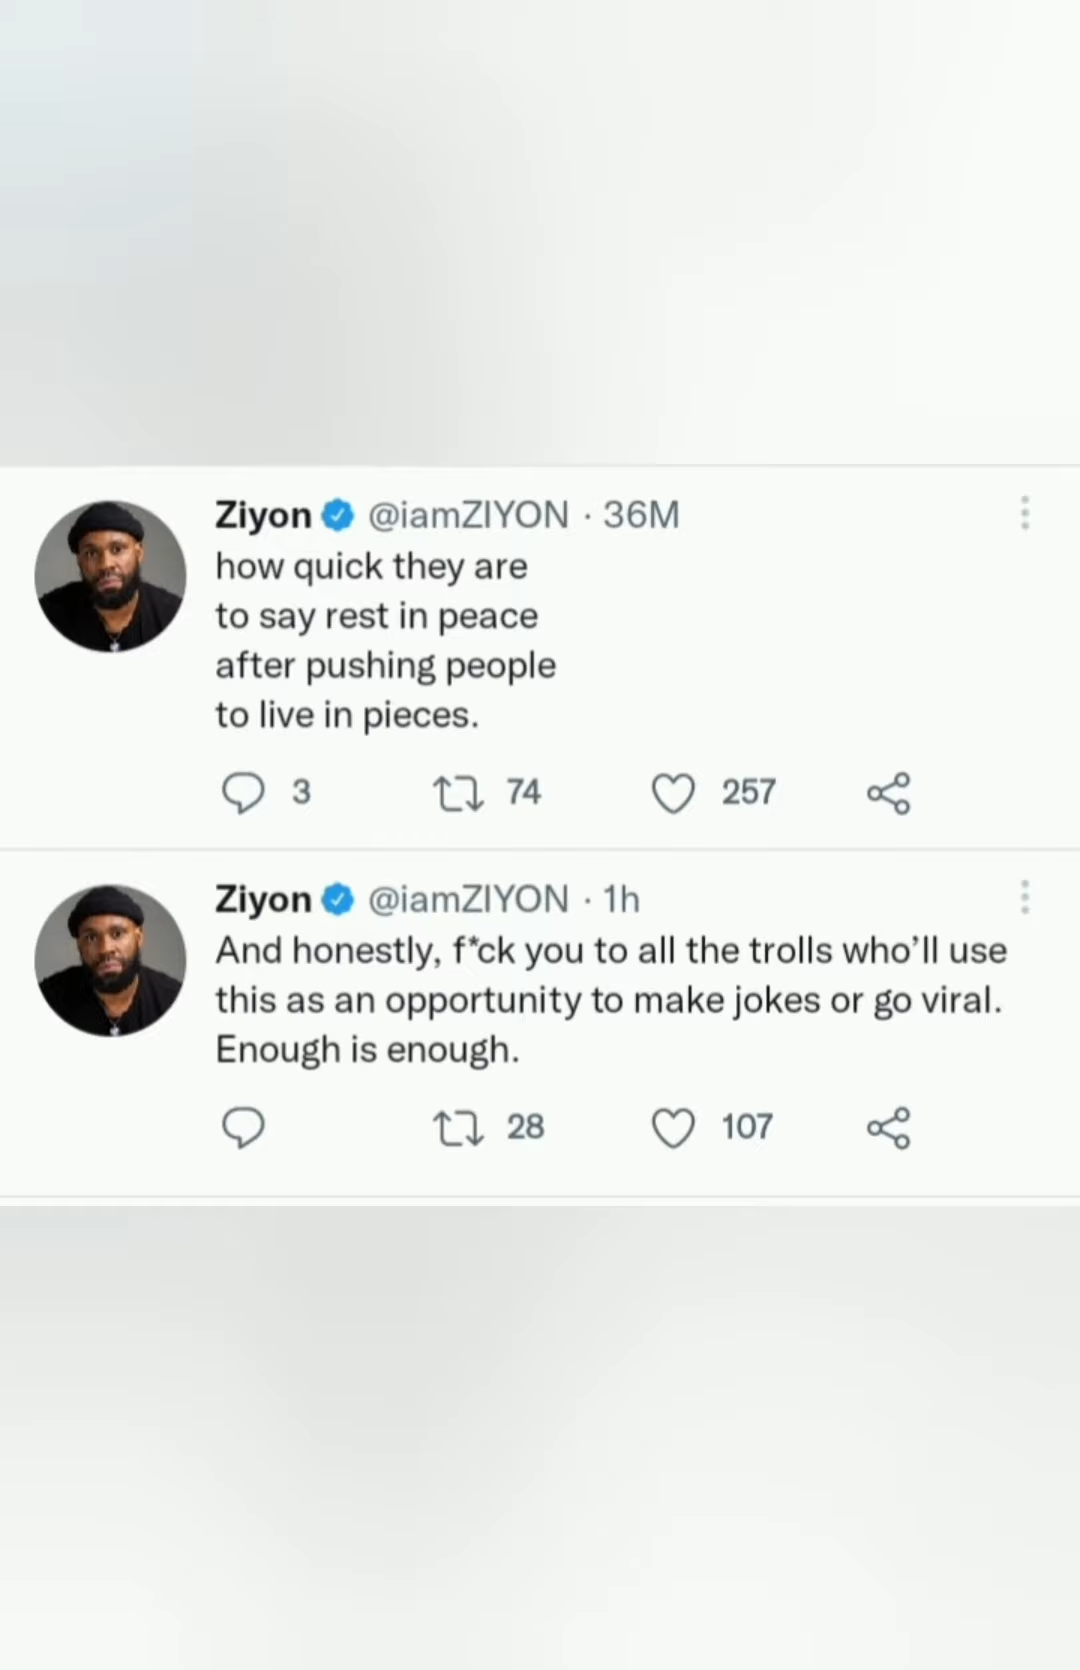 Ziyon @iamZIYON · 36M
how quick they are
to say rest in peace
after pushing people
to live in pieces.
3 74 257
Ziyon @iamZIYON · 1h
And honestly, f*ck you to all the trolls who’ll use
this as an opportunity to make jokes or go viral.
Enough is enough.
28 107